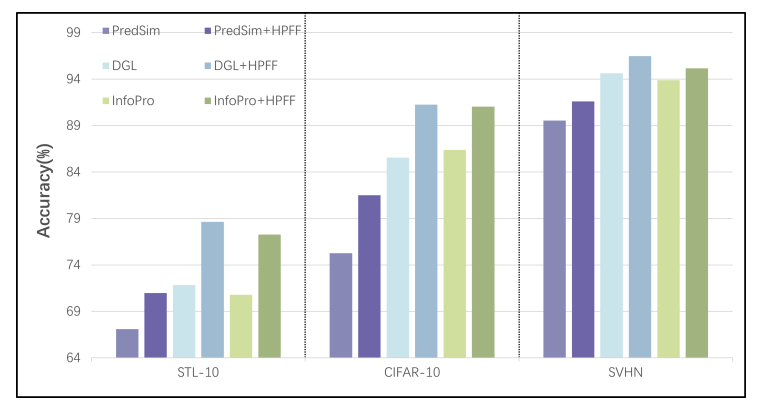 99
PredSim
PredSim+HPFF
94
DGL
DGL+HPFF
InfoPro
InfoPro+HPFF
89
84
79
74
69
64
Accuracy(%)
STL-10
CIFAR-10
SVHN